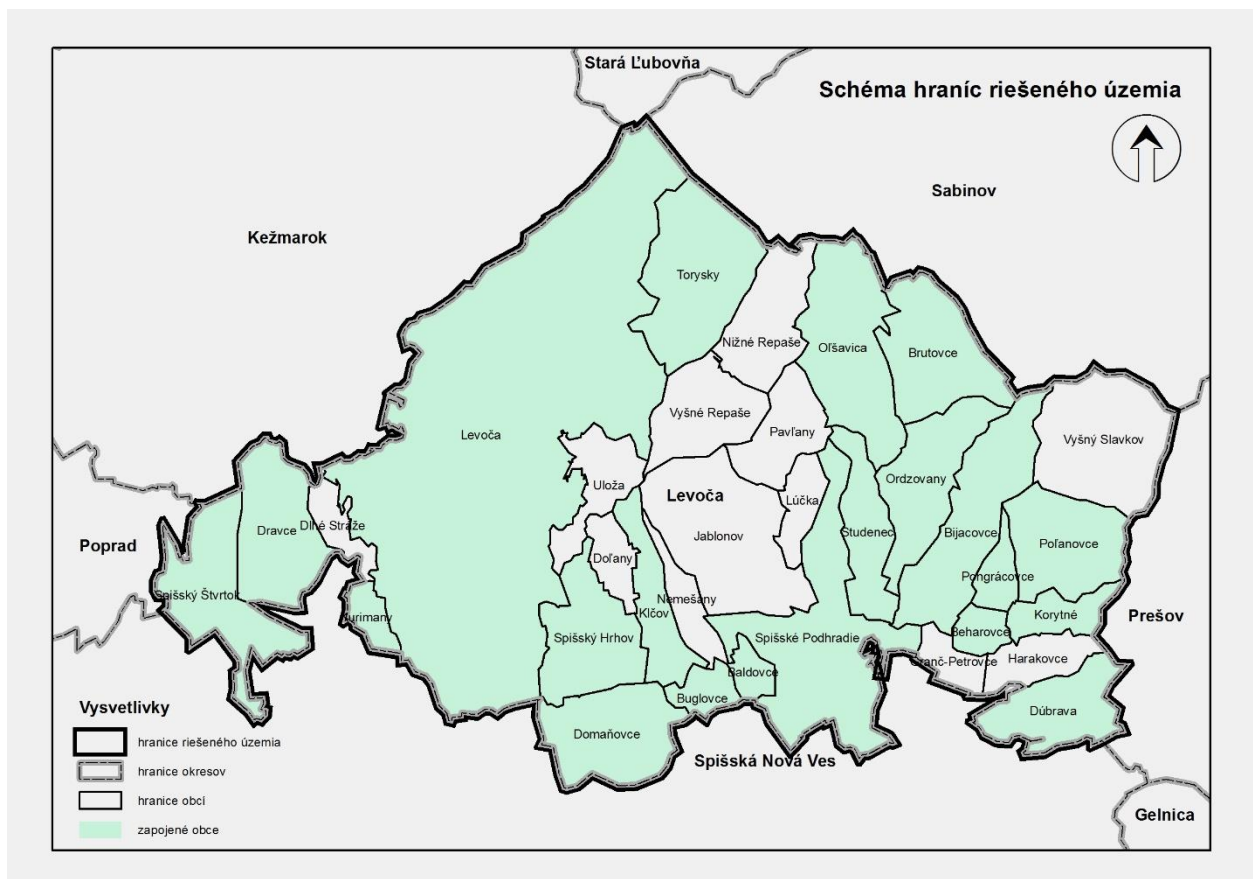 Stará Ľubovňa
Schéma hraníc riešeného územia
Sabinov
Kežmarok
Torysky
Nižné Repaše
Oľšavica
Brutovce
Vyšné Repaše
Levoča
Pavľany
Vyšný Slavkov
Uloža
Levoča
Lúčka
Ordzovany
Dlhé Stráže
Dravce
Jablonov
Studenec
Bijacovce
Poľanovce
Poprad
Doľany
Pongrácovce
Spišský Štvrtok
Nemešany
Klčov
Korytné
Prešov
Kurimany
Spišský Hrhov
Spišské Podhradie
Beharovce
Harakovce
Granč-Petrovce
Baldovce
Buglovce
Dúbrava
Domaňovce
Spišská Nová Ves
Gelnica
Vysvetlivky
hranice riešeného územia
hranice okresov
hranice obcí
zapojené obce